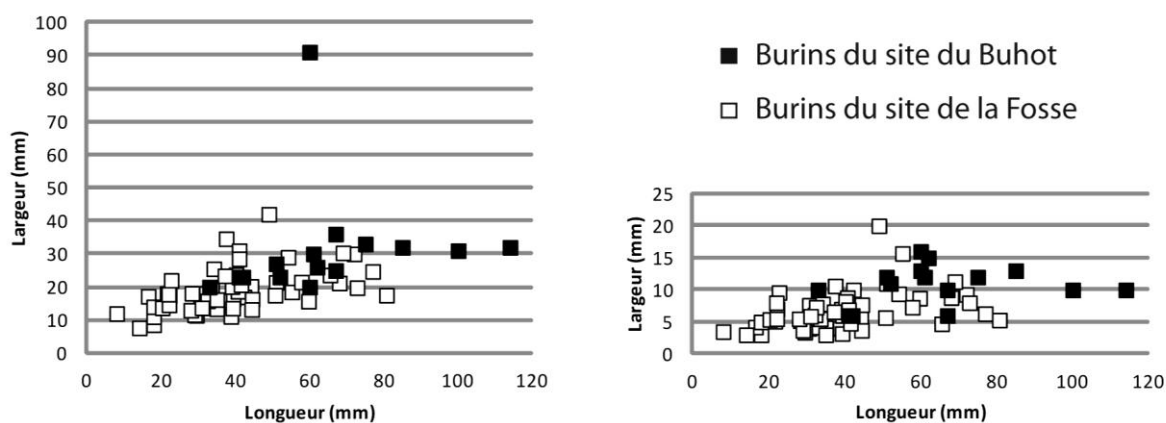 100
90
80
70
60
50
40
30
20
10
0
Largeur (mm)
0 20 40 60 80 100 120
Longueur (mm)
Burins du site du Buhot
Burins du site de la Fosse
25
20
15
10
5
0
Largeur (mm)
0 20 40 60 80 100 120
Longueur (mm)